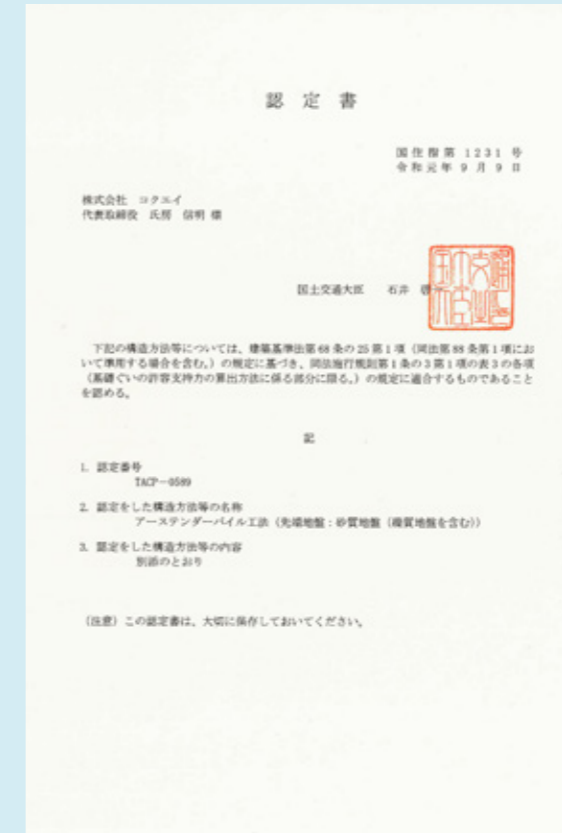 認定書
国住指第1231号
令和元年9月9日
株式会社 コクエイ
代表取締役 氏房 信明 様
国土交通大臣 石井 啓一
下記の構造方法等については、建築基準法第68条の25第1項(同法第88条第1項にお
いて準用する場合を含む。)の規定に基づき、同法施行規則第1条の3第1項の表3の各項
(基礎ぐいの許容支持力の算出方法に係る部分に限る。)の規定に適合するものであること
を認める。
記
1. 認定番号
TACP-0589
2. 認定をした構造方法等の名称
アーステンダーパイル工法(先端地盤:砂質地盤(礫質地盤を含む))
3. 認定をした構造方法等の内容
別添のとおり
(注意)この認定書は、大切に保存しておいてください。